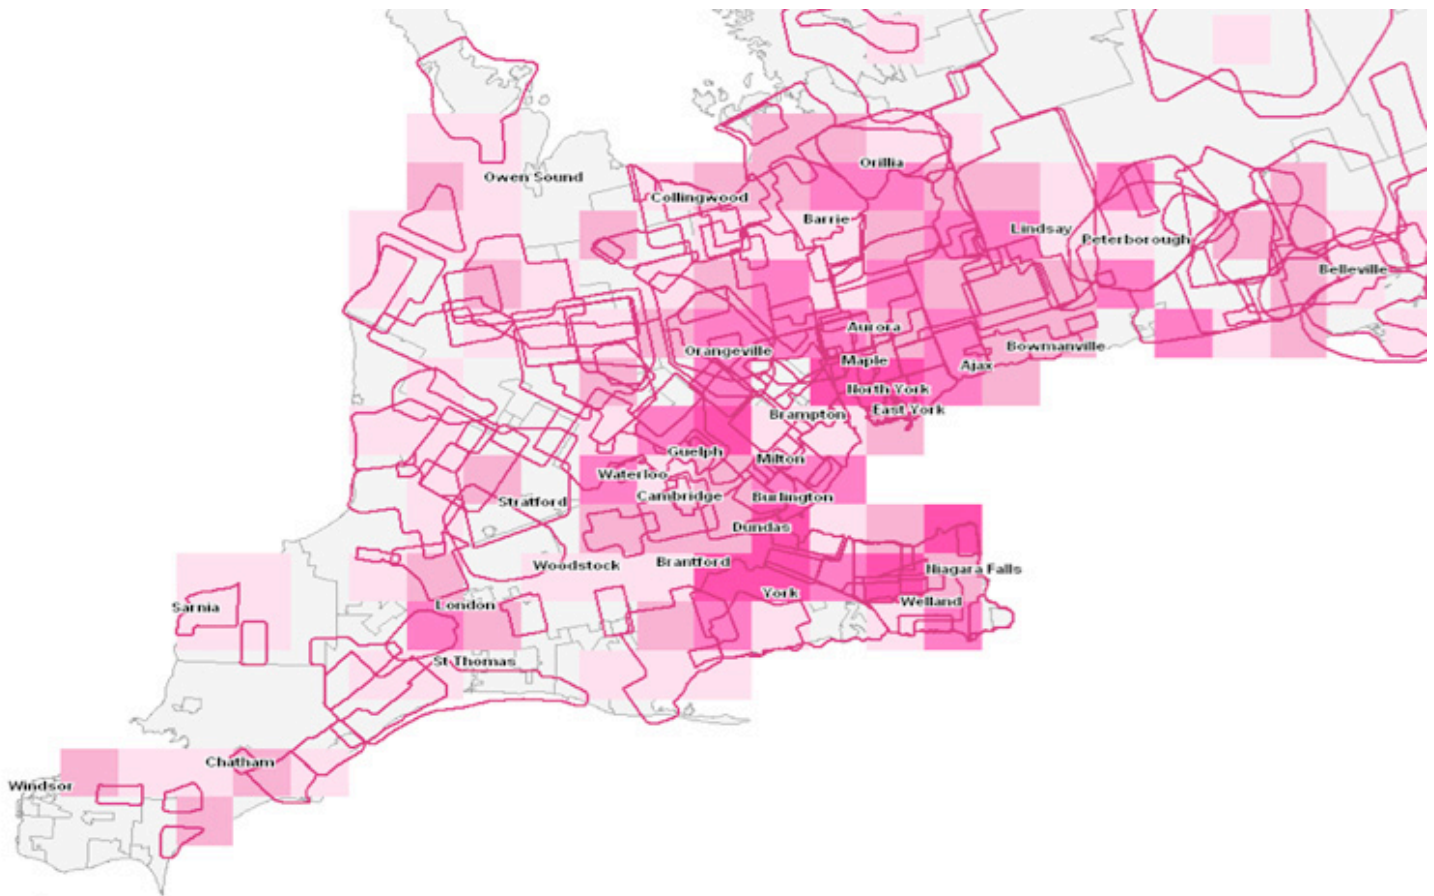 Orillia
Owen Sound
Collingwood
Barrie
Lindsay
Peterborough
Belleville
Aurora
Bowmanville
Orangeville
Maple
Ajax
North York
East York
Brampton
Guelph
Milton
Waterloo
Cambridge
Burlington
Stratford
Dundas
Woodstock
Brantford
Niagara Falls
York
Welland
Sarnia
London
St Thomas
Chatham
Windsor